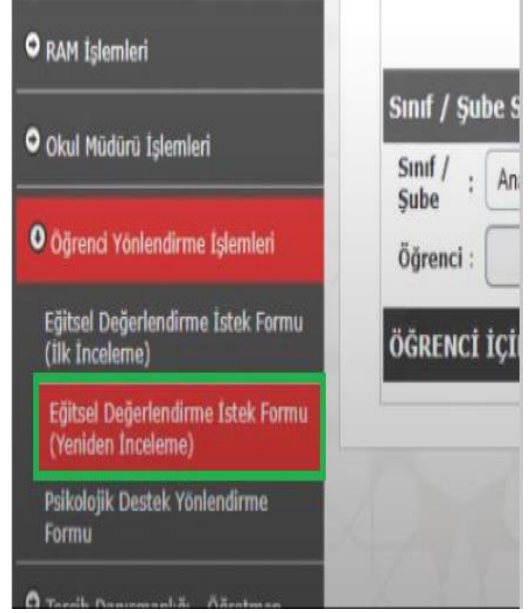 RAM İşlemleri
Okul Müdürü İşlemleri
Öğrenci Yönlendirme İşlemleri
Eğitsel Değerlendirme İstek Formu
(İlk İnceleme)
Eğitsel Değerlendirme İstek Formu
(Yeniden İnceleme)
Psikolojik Destek Yönlendirme
Formu
Sınıf / Şube S
Sınıf /
Şube : An
Öğrenci :
ÖĞRENCİ İÇİ